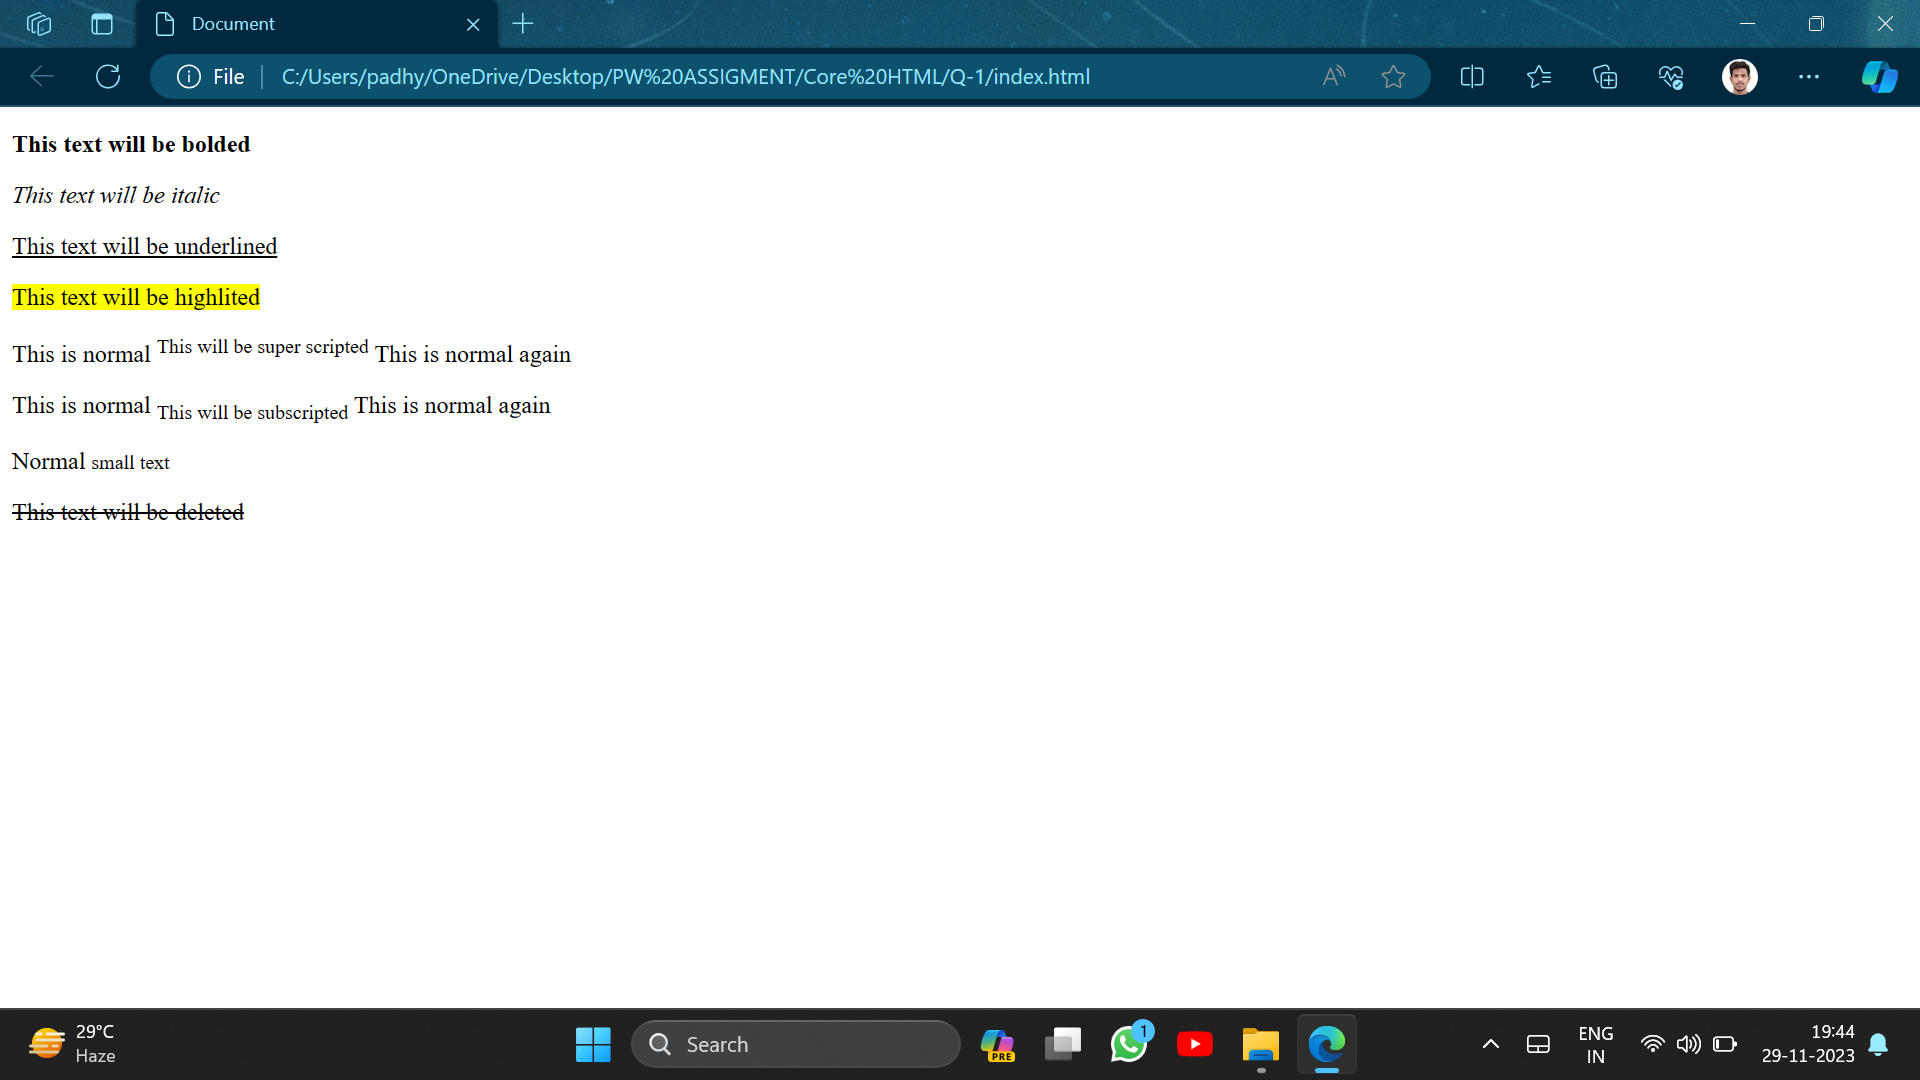 Document
File
C:/Users/padhy/OneDrive/Desktop/PW%20ASSIGMENT/Core%20HTML/Q-1/index.html
This text will be bolded
This text will be italic
This text will be underlined
This text will be highlited
This is normal This will be super scripted This is normal again
This is normal This will be subscripted This is normal again
Normal small text
This text will be deleted
29°C
Haze
Search
PRE
1
ENG
IN
19:44
29-11-2023